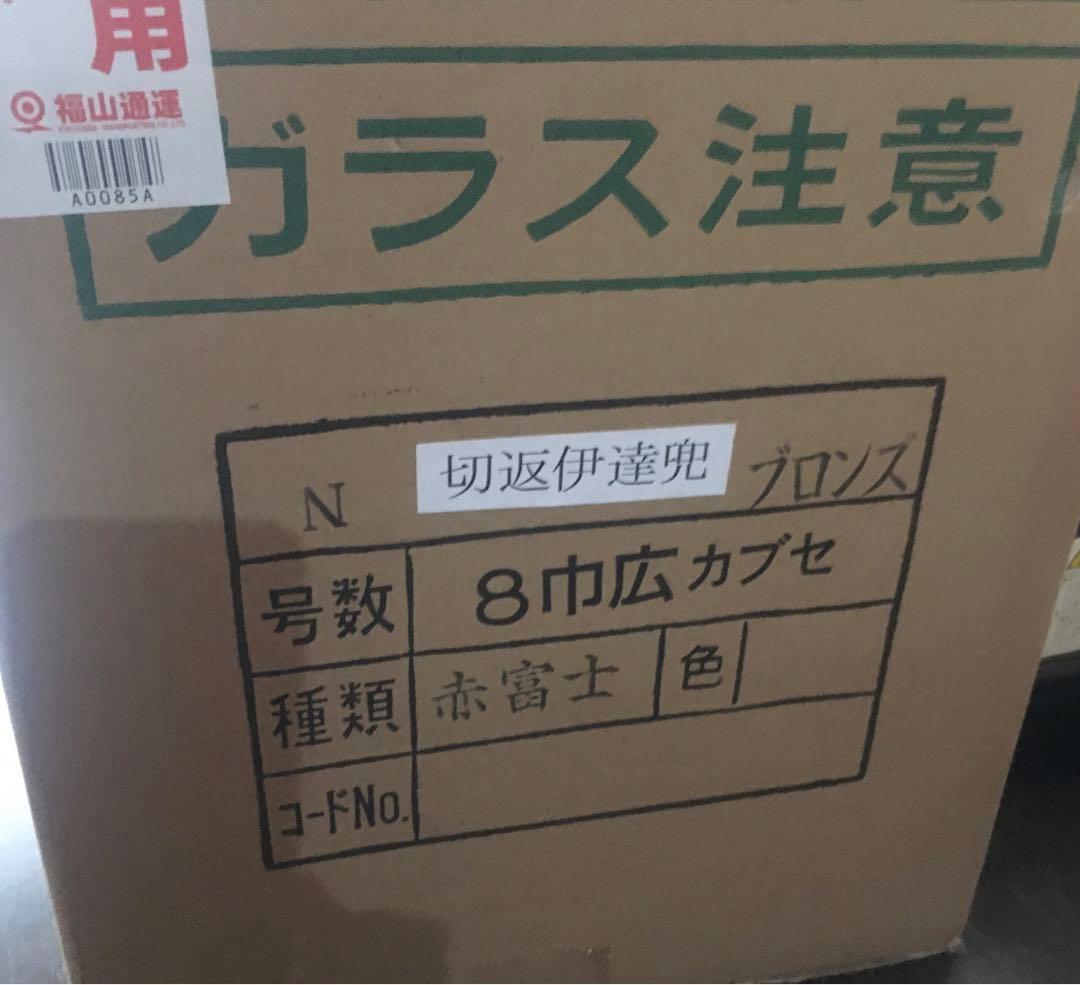 用
福山通運
A0085A
ガラス注意
N 切返伊達兜 ブロンズ
号数 8巾広カブセ
種類 赤富士 色
コードNo.